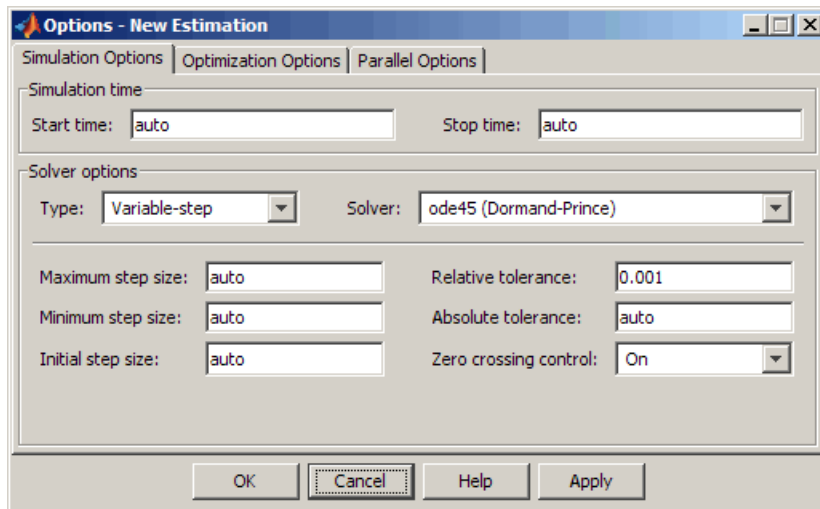 Options - New Estimation
Simulation Options Optimization Options Parallel Options
Simulation time
Start time: auto Stop time: auto
Solver options
Type: Variable-step Solver: ode45 (Dormand-Prince)
Maximum step size: auto Relative tolerance: 0.001
Minimum step size: auto Absolute tolerance: auto
Initial step size: auto Zero crossing control: On
OK Cancel Help Apply